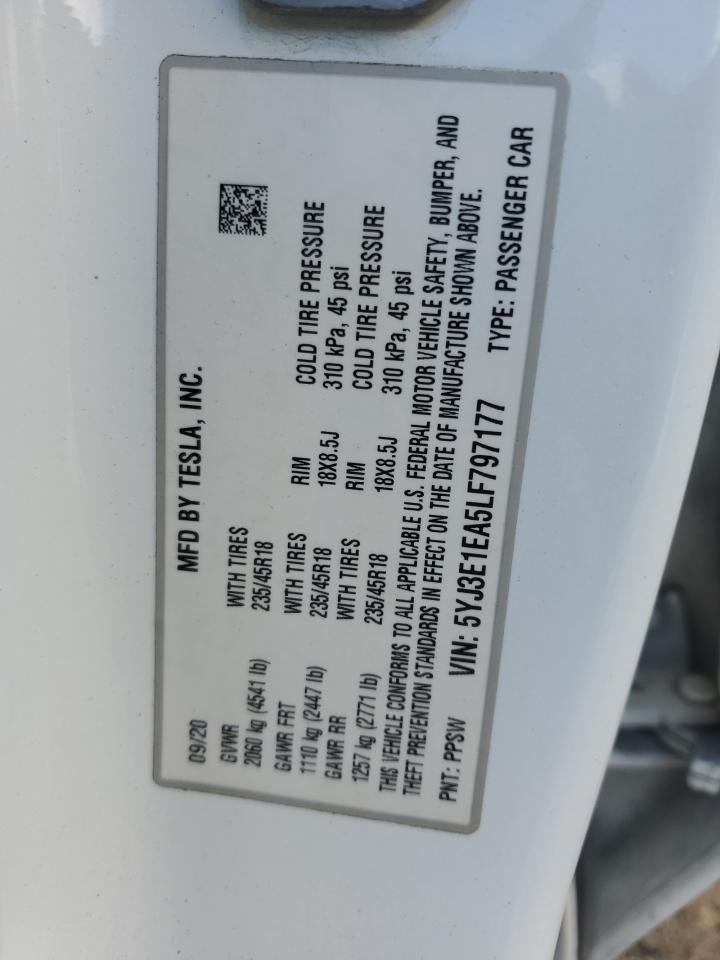 MFD BY TESLA, INC.
09/20
GVWR WITH TIRES
2060 kg (4541 lb) 235/45R18
GAWR FRT WITH TIRES RIM COLD TIRE PRESSURE
1110 kg (2447 lb) 235/45R18 18X8.5J 310 kPa, 45 psi
GAWR RR WITH TIRES RIM COLD TIRE PRESSURE
1257 kg (2771 lb) 235/45R18 18X8.5J 310 kPa, 45 psi
THIS VEHICLE CONFORMS TO ALL APPLICABLE U.S. FEDERAL MOTOR VEHICLE SAFETY, BUMPER, AND
THEFT PREVENTION STANDARDS IN EFFECT ON THE DATE OF MANUFACTURE SHOWN ABOVE.
PNT: PPSW VIN: 5YJ3E1EA5LF797177 TYPE: PASSENGER CAR